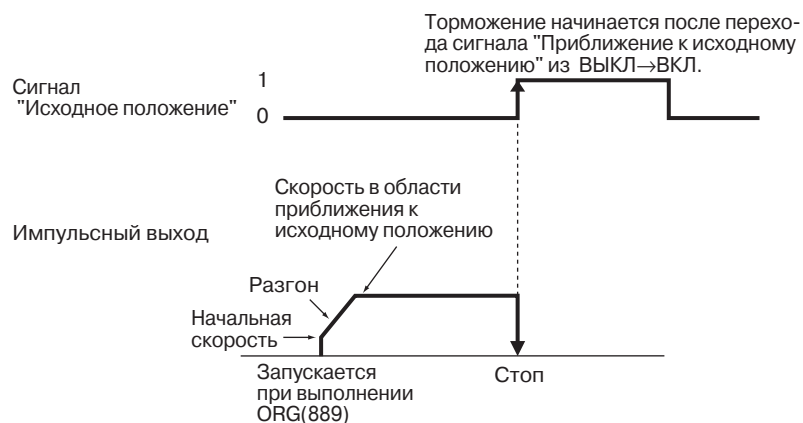 Торможение начинается после перехо-
да сигнала "Приближение к исходному
положению" из ВЫКЛ→ВКЛ.
Сигнал
"Исходное положение"
1
0
Скорость в области
приближения к
исходному положению
Импульсный выход
Разгон
Начальная
скорость
Запускается
при выполнении
ORG(889)
Стоп